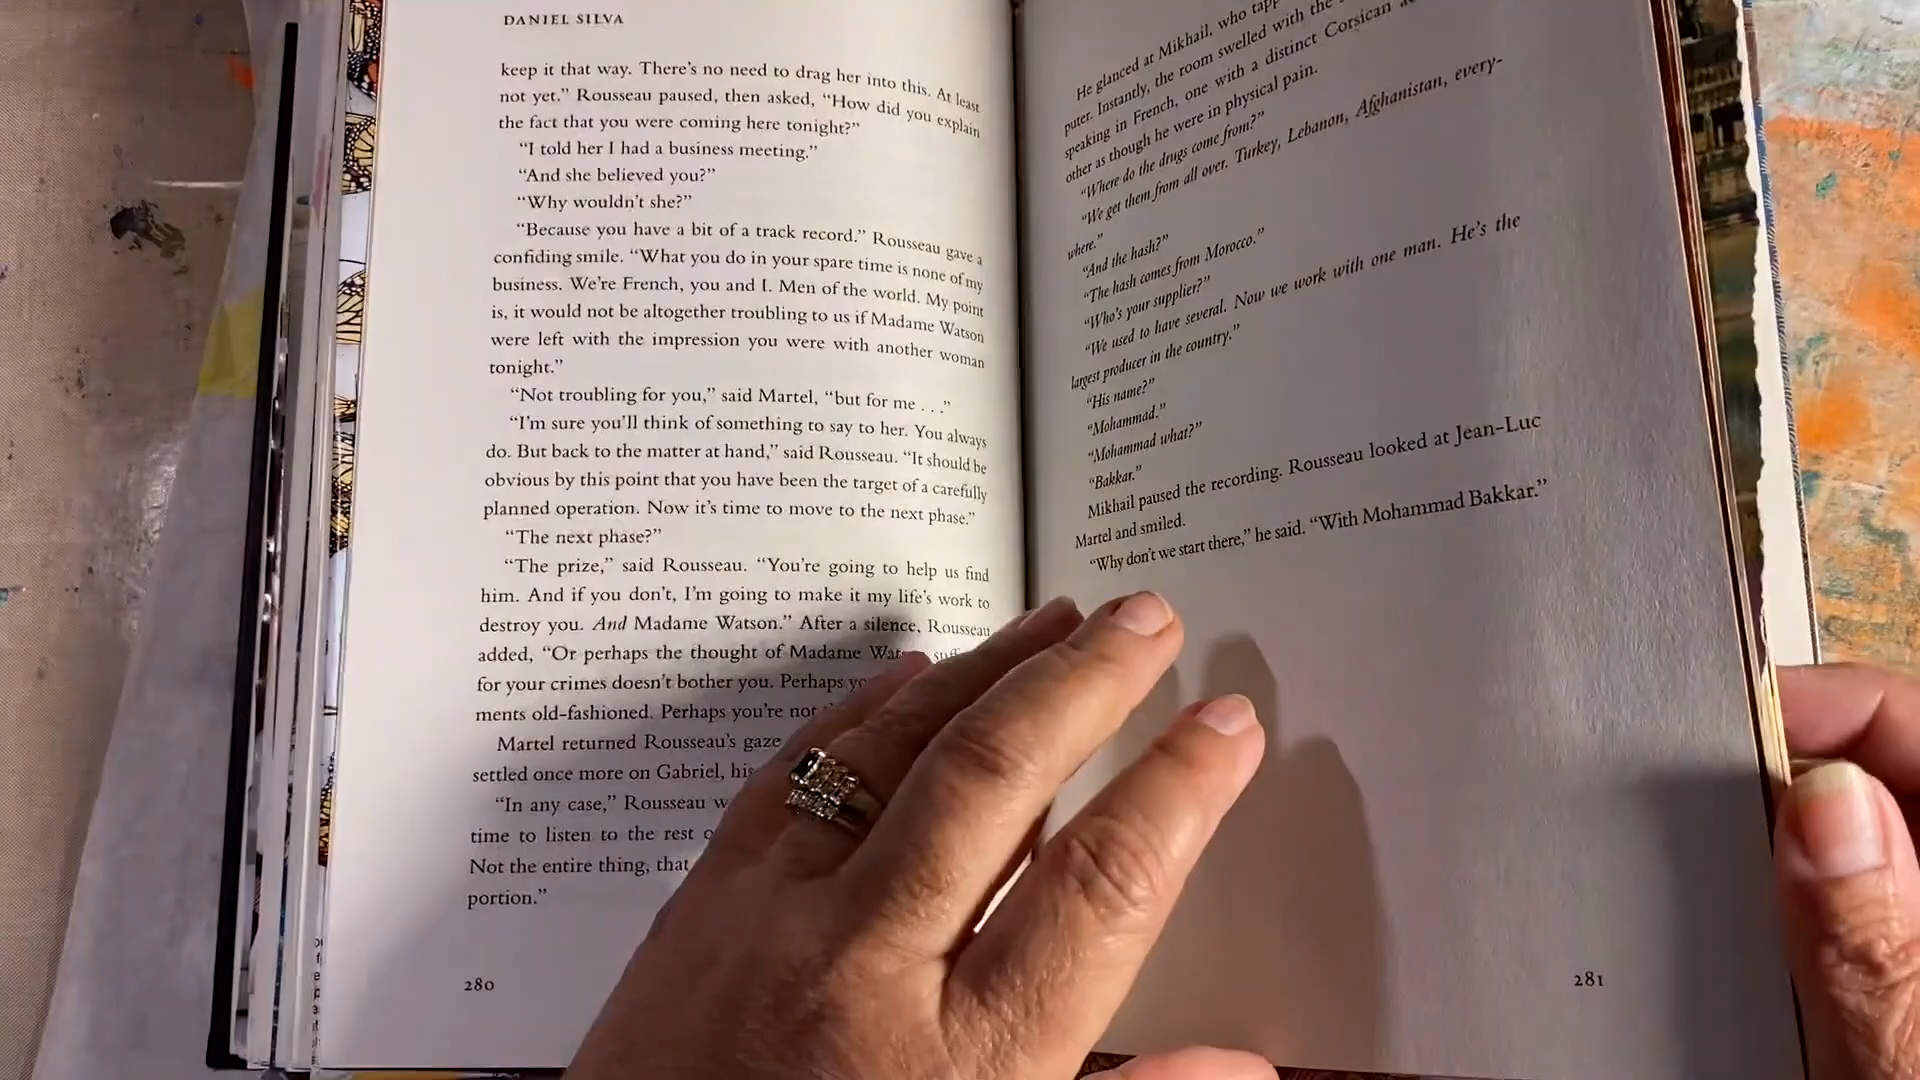 DANIEL SILVA
keep it that way. There's no need to drag her into this. At least
not yet.” Rousseau paused, then asked, “How did you explain
the fact that you were coming here tonight?”
“I told her I had a business meeting.”
“And she believed you?”
“Why wouldn't she?”
“Because you have a bit of a track record.” Rousseau gave a
confiding smile. “What you do in your spare time is none of my
business. We're French, you and I. Men of the world. My point
is, it would not be altogether troubling to us if Madame Watson
were left with the impression you were with another woman
tonight.”
“Not troubling for you,” said Martel, “but for me . . .”
“I'm sure you'll think of something to say to her. You always
do. But back to the matter at hand,” said Rousseau. “It should be
obvious by this point that you have been the target of a carefully
planned operation. Now it's time to move to the next phase.”
“The next phase?”
“The prize,” said Rousseau. “You're going to help us find
him. And if you don't, I'm going to make it my life's work to
destroy you. And Madame Watson.” After a silence, Rousseau
added, “Or perhaps the thought of Madame
for your crimes doesn't bother you. Perhaps
ments old-fashioned. Perhaps you're not
Martel returned Rousseau's gaze
settled once more on Gabriel, his
“In any case,” Rousseau
time to listen to the rest
Not the entire thing, that
portion.”
280
He glanced at Mikhail, who
puter. Instantly, the room swelled with the
speaking in French, one with a distinct Corsican
other as though he were in physical pain.
“Where do the drugs come from?”
“We get them from all over. Turkey, Lebanon, Afghanistan, every-
where.”
“And the hash?”
“The hash comes from Morocco.”
“Who's your supplier?”
“We used to have several. Now we work with one man. He's the
largest producer in the country.”
“His name?”
“Mohammad.”
“Mohammad what?”
“Bakkar.”
Mikhail paused the recording. Rousseau looked at Jean-Luc
Martel and smiled.
“Why don't we start there,” he said. “With Mohammad Bakkar.”
281